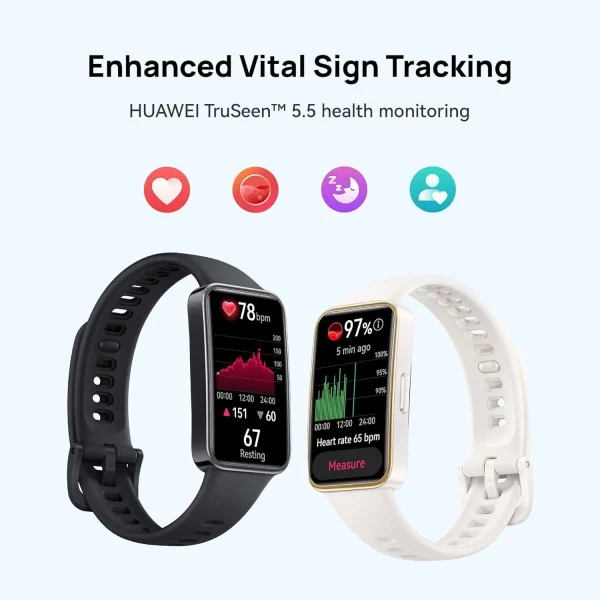 Enhanced Vital Sign Tracking
HUAWEI TruSeen™ 5.5 health monitoring
z
z
z
78bpm
200
150
100
50
00:00 12:00 24:00
▲ 151 ▼ 60
67
Resting
97%
5 min ago
100%
95%
90%
00:00 12:00 24:00
Heart rate 65 bpm
Measure